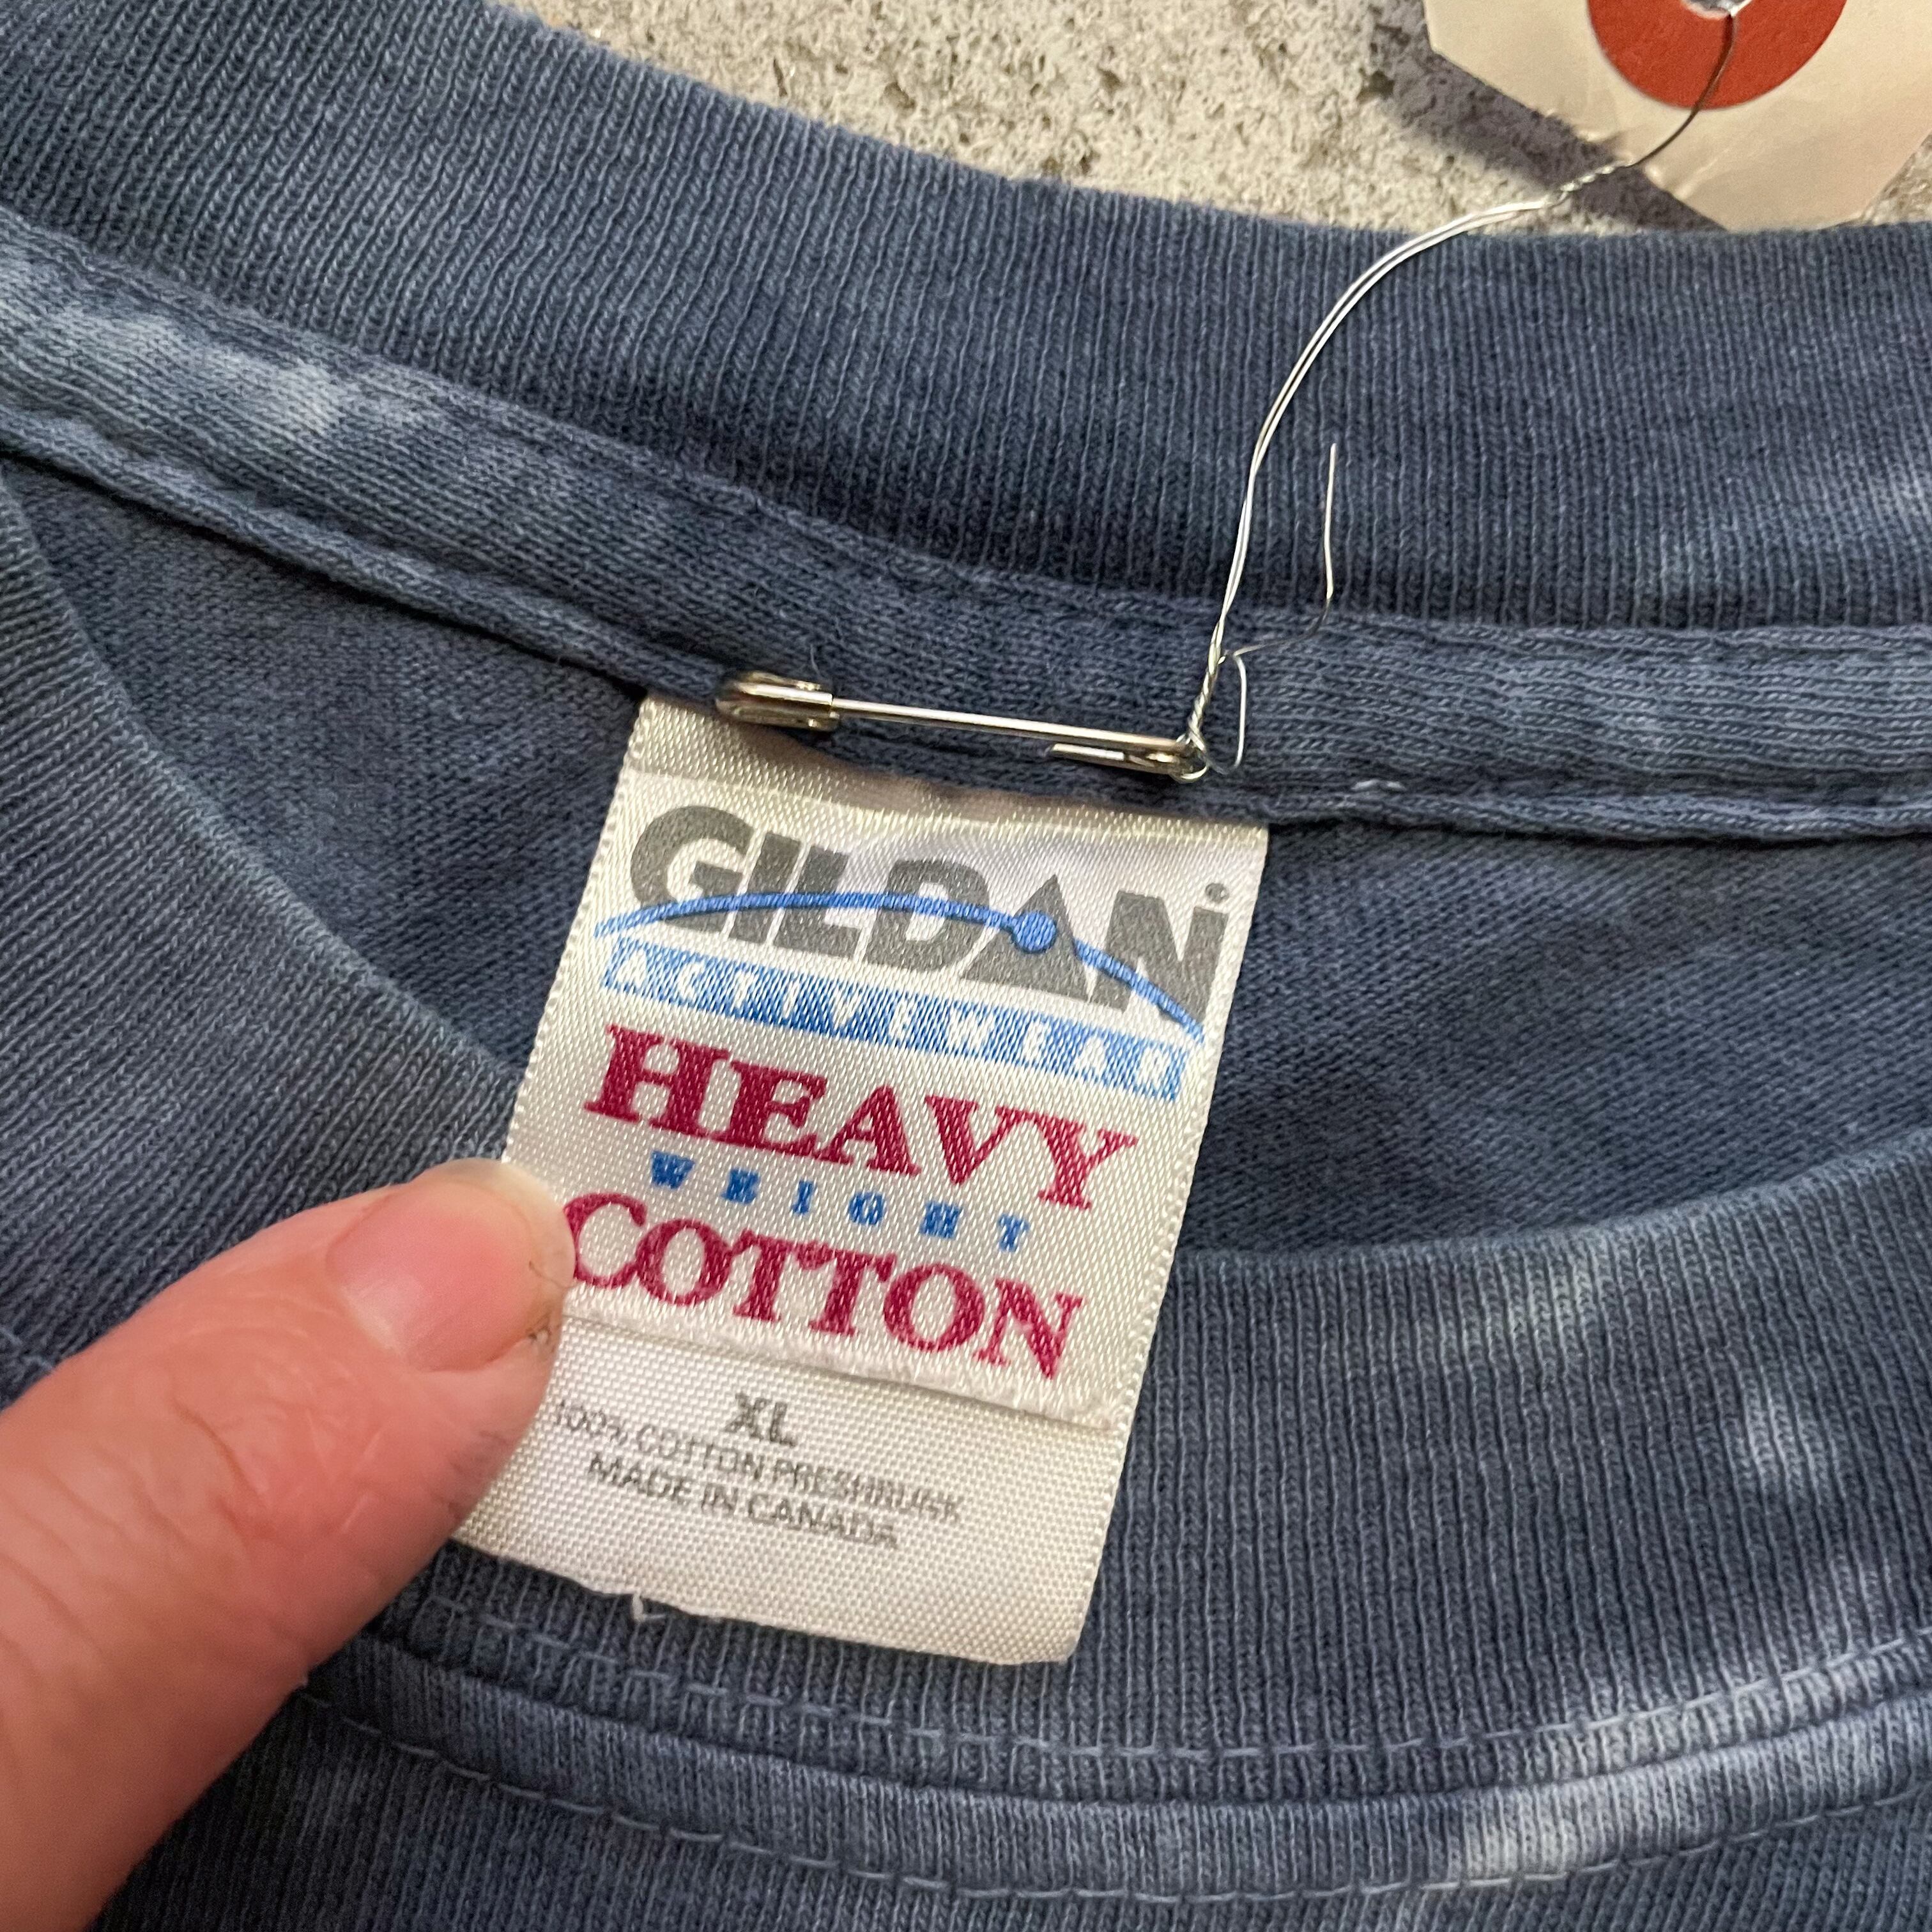 GILDAN
ACTIVEWEAR
HEAVY
WEIGHT
COTTON
XL
100% COTTON PRESHRUNK
MADE IN CANADA